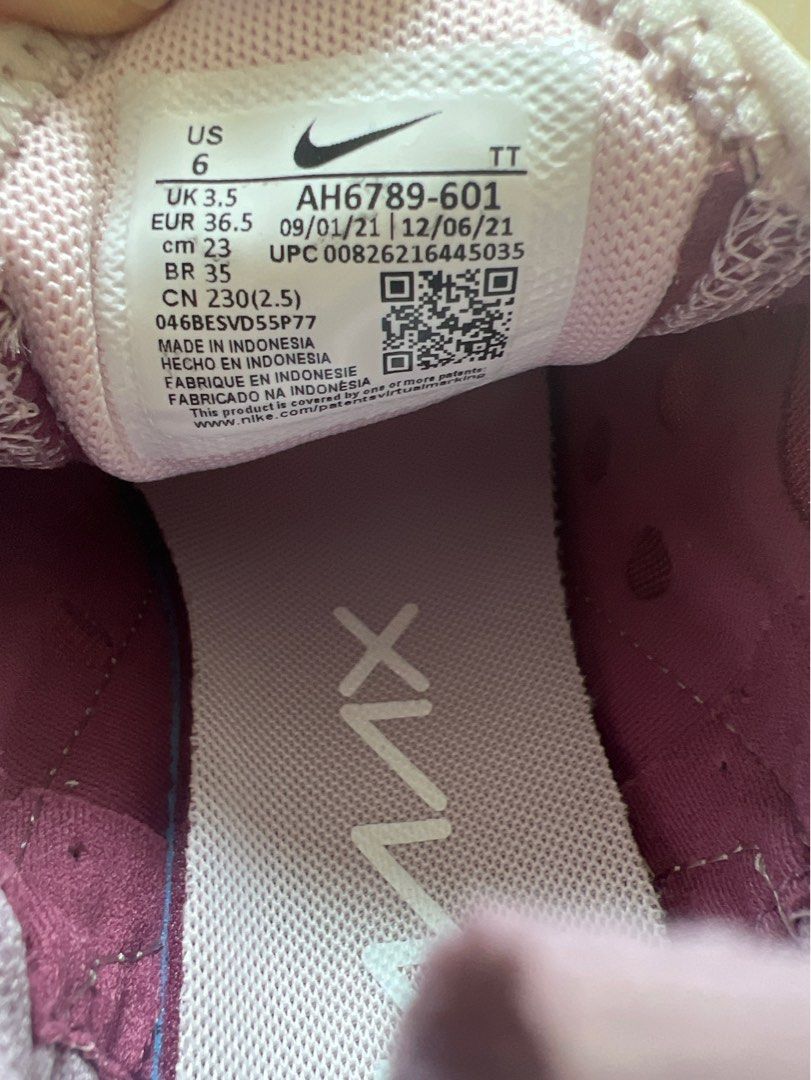 US
6
TT
UK 3.5
AH6789-601
EUR 36.5
09/01/21 | 12/06/21
cm 23
UPC 00826216445035
BR 35
CN 230(2.5)
046BESVD55P77
MADE IN INDONESIA
HECHO EN INDONESIA
FABRIQUE EN INDONESIE
FABRICADO NA INDONÉSIA
This product is covered by one or more patents:
www.nike.com/patentsvirtualmarking